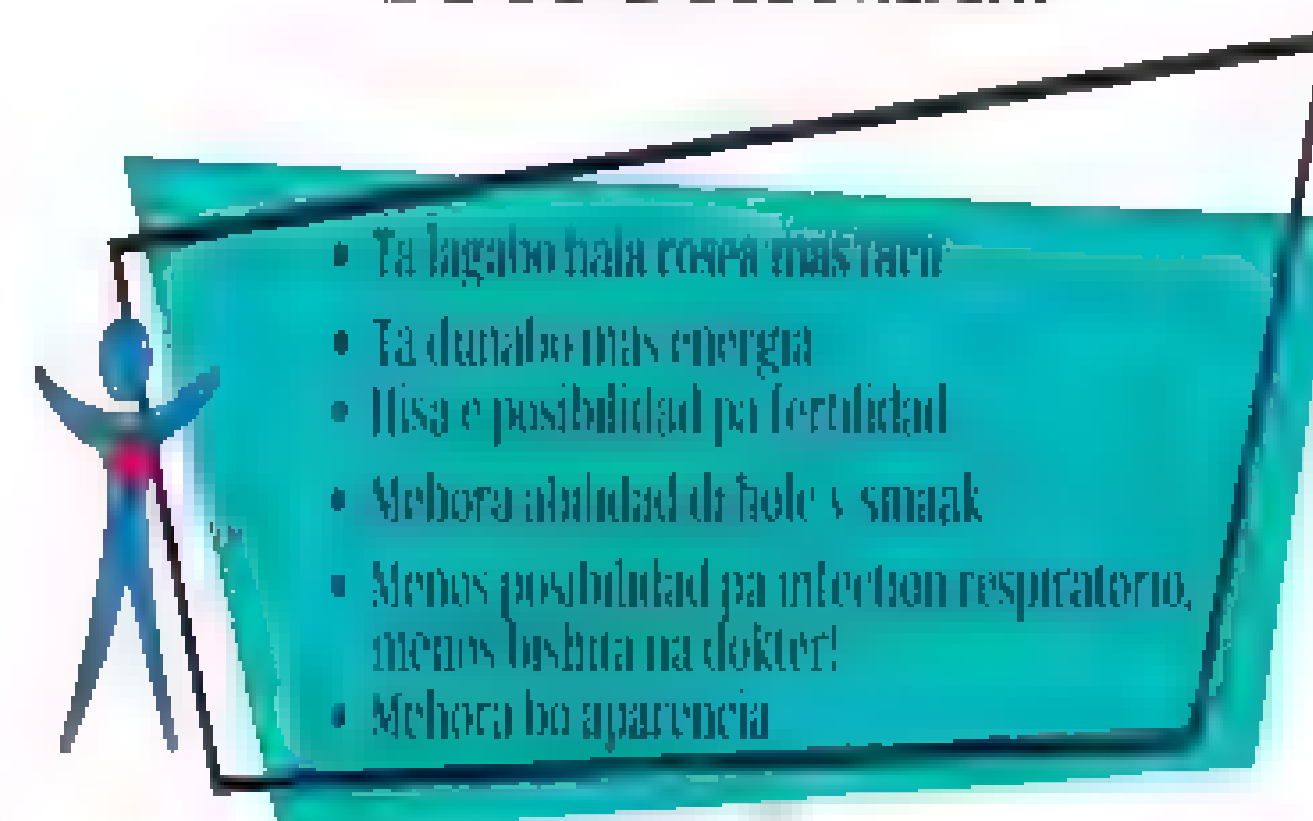 • Ta lagabo hala rosea mas facil
• Ta dunabo mas energia
• Hisa e posibilidad pa fertilidad
• Mehora abilidad di hole y smaak
• Menos posibilidad pa infection respiratorio,
menos bishita na dokter!
• Mehora bo aparencia